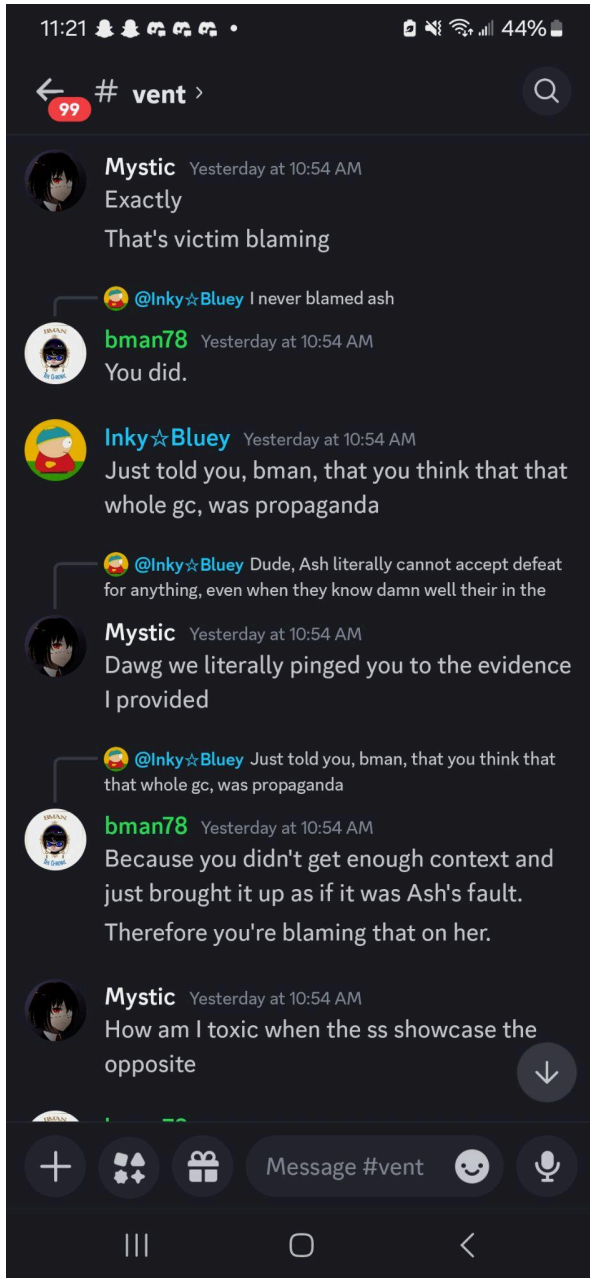 11:21
44%
99
# vent >
Mystic Yesterday at 10:54 AM
Exactly
That's victim blaming
@Inky☆Bluey I never blamed ash
BMAN
bman78 Yesterday at 10:54 AM
You did.
Inky☆Bluey Yesterday at 10:54 AM
Just told you, bman, that you think that that
whole gc, was propaganda
@Inky☆Bluey Dude, Ash literally cannot accept defeat
for anything, even when they know damn well their in the
Mystic Yesterday at 10:54 AM
Dawg we literally pinged you to the evidence
I provided
@Inky☆Bluey Just told you, bman, that you think that
that whole gc, was propaganda
BMAN
bman78 Yesterday at 10:54 AM
Because you didn't get enough context and
just brought it up as if it was Ash's fault.
Therefore you're blaming that on her.
Mystic Yesterday at 10:54 AM
How am I toxic when the ss showcase the
opposite
Message #vent